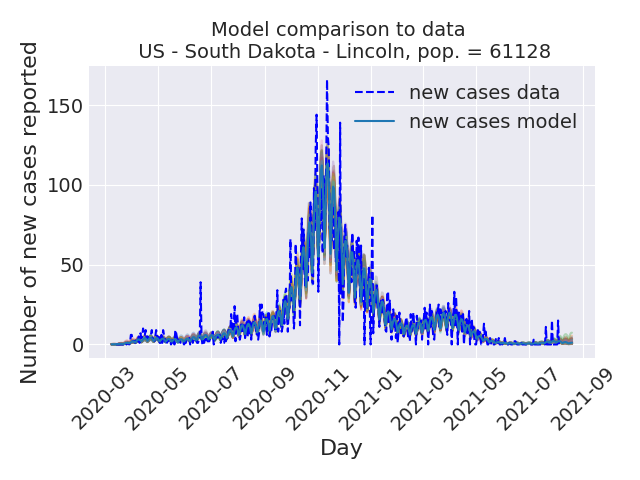 Model comparison to data
US - South Dakota - Lincoln, pop. = 61128
Number of new cases reported
150
100
50
0
new cases data
new cases model
2020-03
2020-05
2020-07
2020-09
2020-11
2021-01
2021-03
2021-05
2021-07
2021-09
Day